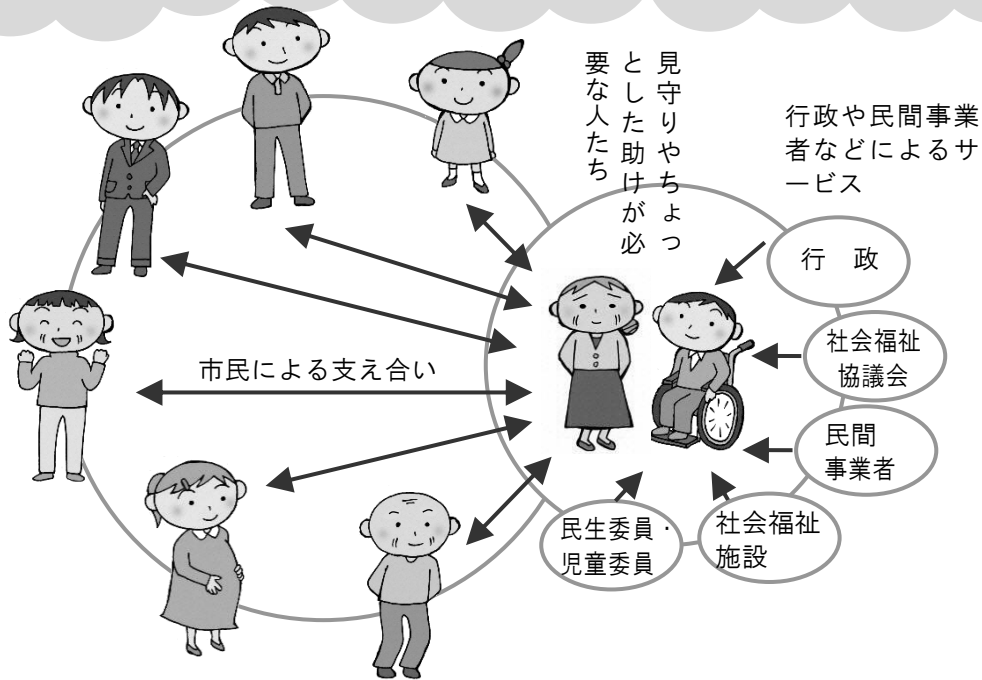 見守りやちょっ
とした助けが必
要な人たち
行政や民間事業
者などによるサ
ービス
行　政
社会福祉
協議会
民間
事業者
社会福祉
施設
民生委員・
児童委員
市民による支え合い